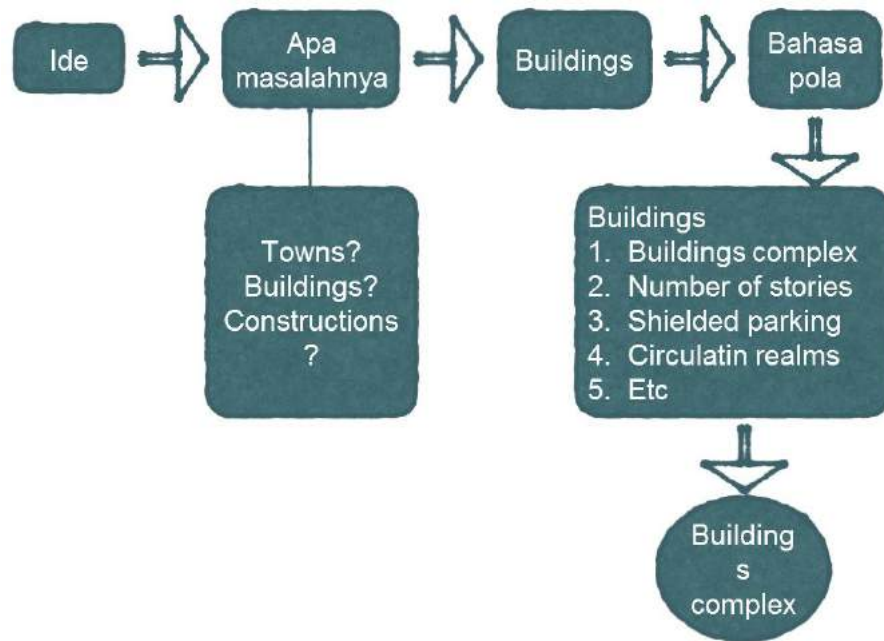 Ide
Apa
masalahnya
Buildings
Bahasa
pola
Towns?
Buildings?
Constructions
?
Buildings
1. Buildings complex
2. Number of stories
3. Shielded parking
4. Circulatin realms
5. Etc
Building
s
complex